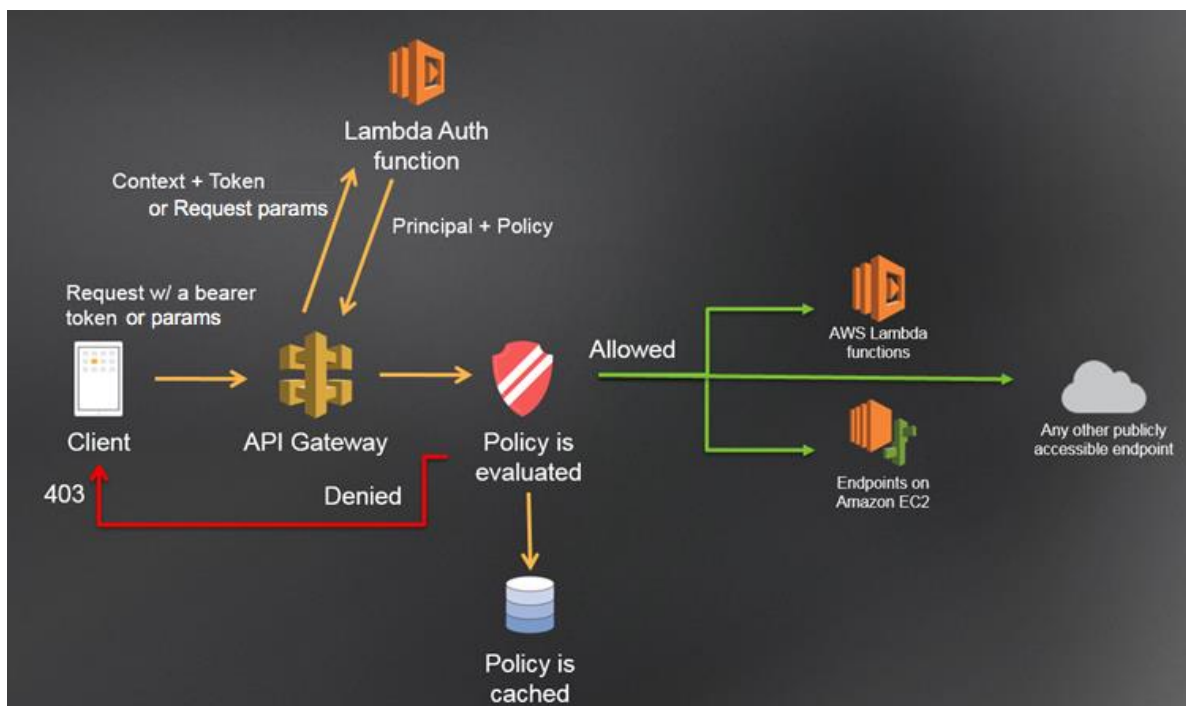 Lambda Auth
function
Context + Token
or Request params
Principal + Policy
Request w/ a bearer
token or params
Client
API Gateway
Policy is
evaluated
Allowed
AWS Lambda
functions
Any other publicly
accessible endpoint
Endpoints on
Amazon EC2
403
Denied
Policy is
cached